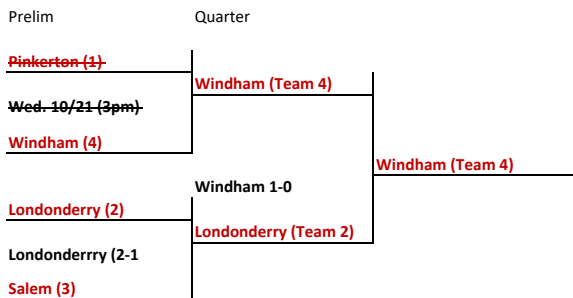 Prelim Quarter
Pinkerton (1)
Windham (Team 4)
Wed. 10/21 (3pm)
Windham (4)
Windham (Team 4)
Windham 1-0
Londonderry (2)
Londonderry (Team 2)
Londonderrry (2-1
Salem (3)